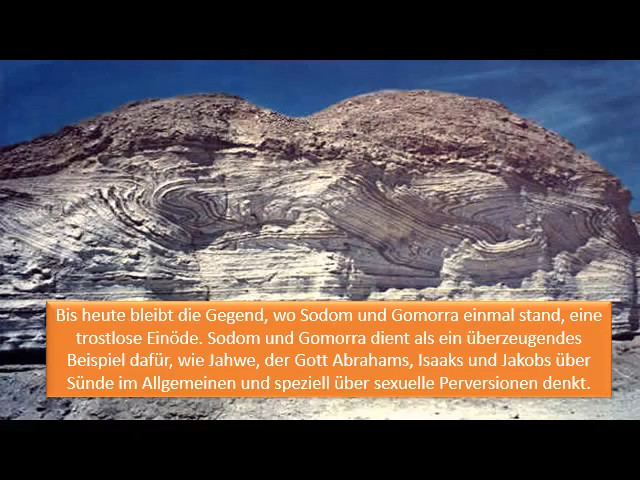 Bis heute bleibt die Gegend, wo Sodom und Gomorra einmal stand, eine
trostlose Einöde. Sodom und Gomorra dient als ein überzeugendes
Beispiel dafür, wie Jahwe, der Gott Abrahams, Isaaks und Jakobs über
Sünde im Allgemeinen und speziell über sexuelle Perversionen denkt.